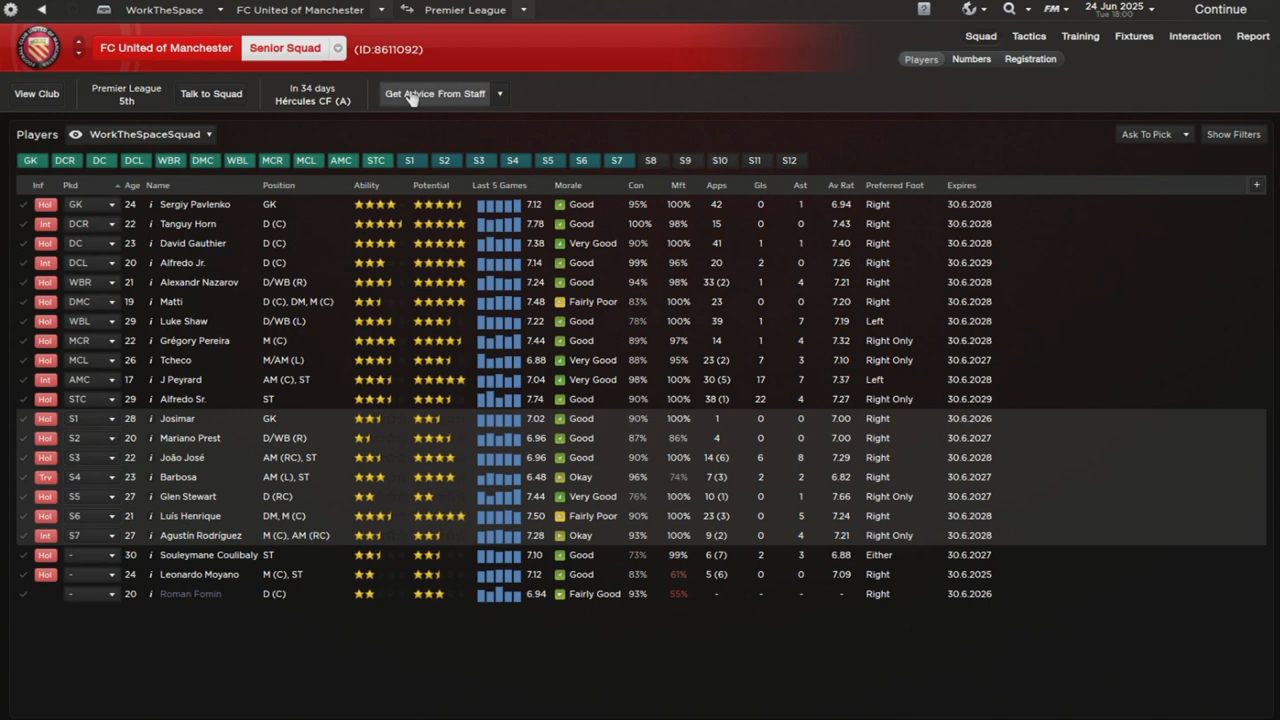 WorkTheSpace FC United of Manchester Premier League ? FM 24 Jun 2025 Continue
Tue 18:00
FC United of Manchester Senior Squad (ID:8611092) Squad Tactics Training Fixtures Interaction Report
Players Numbers Registration
View Club Premier League Talk to Squad In 34 days Get Advice From Staff
5th Hércules CF (A)
Players WorkTheSpaceSquad Ask To Pick Show Filters
GK DCR DC DCL WBR DMC WBL MCR MCL AMC STC S1 S2 S3 S4 S5 S6 S7 S8 S9 S10 S11 S12
Inf Pkd Age Name Position Ability Potential Last 5 Games Morale Con Mft Apps Gls Ast Av Rat Preferred Foot Expires +
Hol GK 24 i Sergiy Pavlenko GK 7.12 Good 95% 100% 42 0 1 6.94 Right 30.6.2028
Int DCR 22 i Tanguy Horn D (C) 7.78 Good 100% 98% 15 0 0 7.43 Right 30.6.2028
Hol DC 23 i David Gauthier D (C) 7.38 Very Good 90% 100% 41 1 1 7.40 Right 30.6.2028
Int DCL 20 i Alfredo Jr. D (C) 7.14 Good 99% 96% 20 2 0 7.26 Right 30.6.2029
Hol WBR 21 i Alexandr Nazarov D/WB (R) 7.24 Good 94% 98% 33 (2) 1 4 7.21 Right 30.6.2028
Hol DMC 19 i Matti D (C), DM, M (C) 7.48 Fairly Poor 83% 100% 23 0 0 7.20 Right 30.6.2028
Hol WBL 29 i Luke Shaw D/WB (L) 7.22 Good 78% 100% 39 1 7 7.19 Left 30.6.2028
Hol MCR 22 i Grégory Pereira M (C) 7.44 Good 89% 97% 14 1 4 7.32 Right Only 30.6.2028
Hol MCL 26 i Tcheco M/AM (L) 6.88 Very Good 88% 95% 23 (2) 7 3 7.10 Right Only 30.6.2027
Int AMC 17 i J Peyrard AM (C), ST 7.04 Very Good 98% 100% 30 (5) 17 7 7.37 Left 30.6.2028
Hol STC 29 i Alfredo Sr. ST 7.74 Good 90% 100% 38 (1) 22 4 7.27 Right Only 30.6.2029
Hol S1 28 i Josimar GK 7.02 Good 90% 100% 1 0 0 7.00 Right 30.6.2026
Hol S2 20 i Mariano Prest D/WB (R) 6.96 Good 87% 86% 4 0 0 7.00 Right 30.6.2027
Hol S3 22 i João José AM (RC), ST 6.96 Good 90% 100% 14 (6) 6 8 7.29 Right 30.6.2028
Trv S4 23 i Barbosa AM (C), ST 6.48 Okay 96% 74% 7 (3) 2 2 6.82 Right 30.6.2028
Hol S5 27 i Glen Stewart D (RC) 7.44 Very Good 76% 100% 10 (1) 0 1 7.66 Right Only 30.6.2027
Hol S6 21 i Luís Henrique DM, M (C) 7.50 Fairly Poor 90% 100% 23 (3) 0 5 7.24 Right 30.6.2028
Int S7 27 i Agustín Rodríguez M (C), AM (RC) 7.28 Okay 93% 100% 9 (2) 0 4 7.21 Right Only 30.6.2027
Hol - 30 i Souleymane Coulibaly ST 7.10 Good 73% 99% 6 (7) 2 3 6.88 Either 30.6.2027
Hol - 24 i Leonardo Moyano M (C), ST 7.12 Good 83% 61% 5 (6) 0 0 7.09 Right 30.6.2025
- 20 i Roman Fomin D (C) 6.94 Fairly Good 93% 55% - - - - Right 30.6.2026